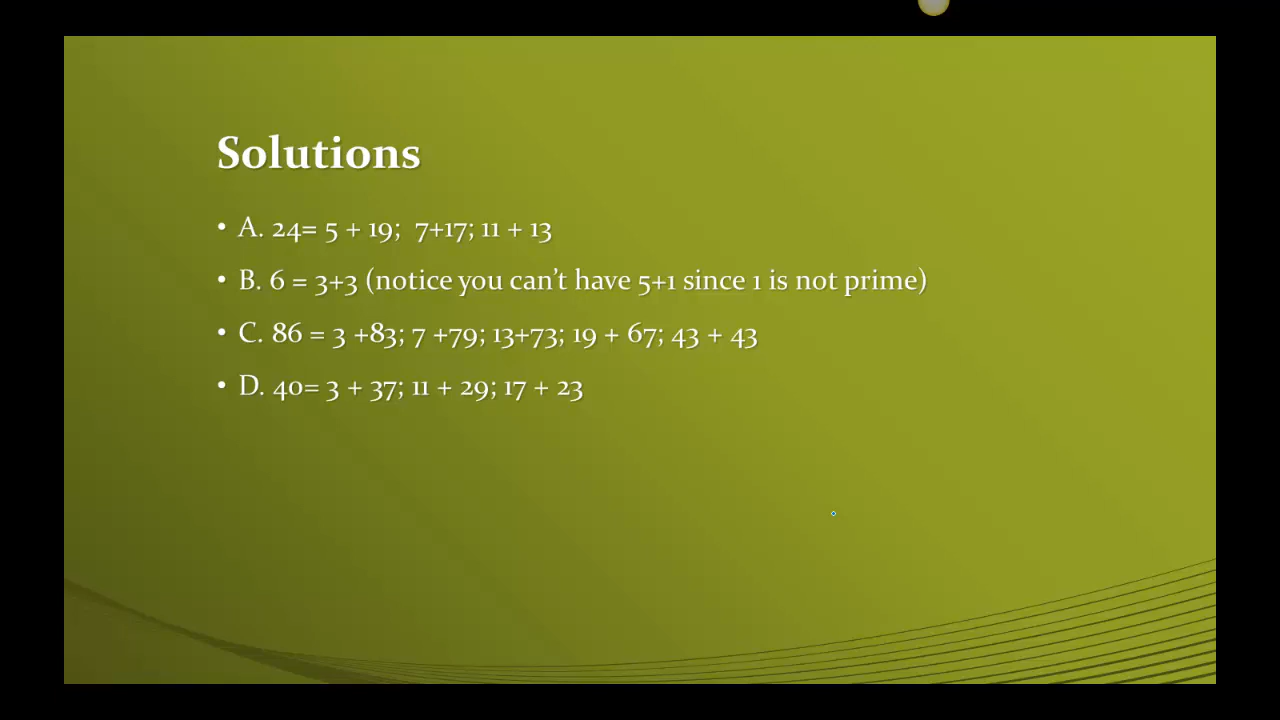 Solutions
• A. 24= 5 + 19;  7+17; 11 + 13
• B. 6 = 3+3 (notice you can’t have 5+1 since 1 is not prime)
• C. 86 = 3 +83; 7 +79; 13+73; 19 + 67; 43 + 43
• D. 40= 3 + 37; 11 + 29; 17 + 23